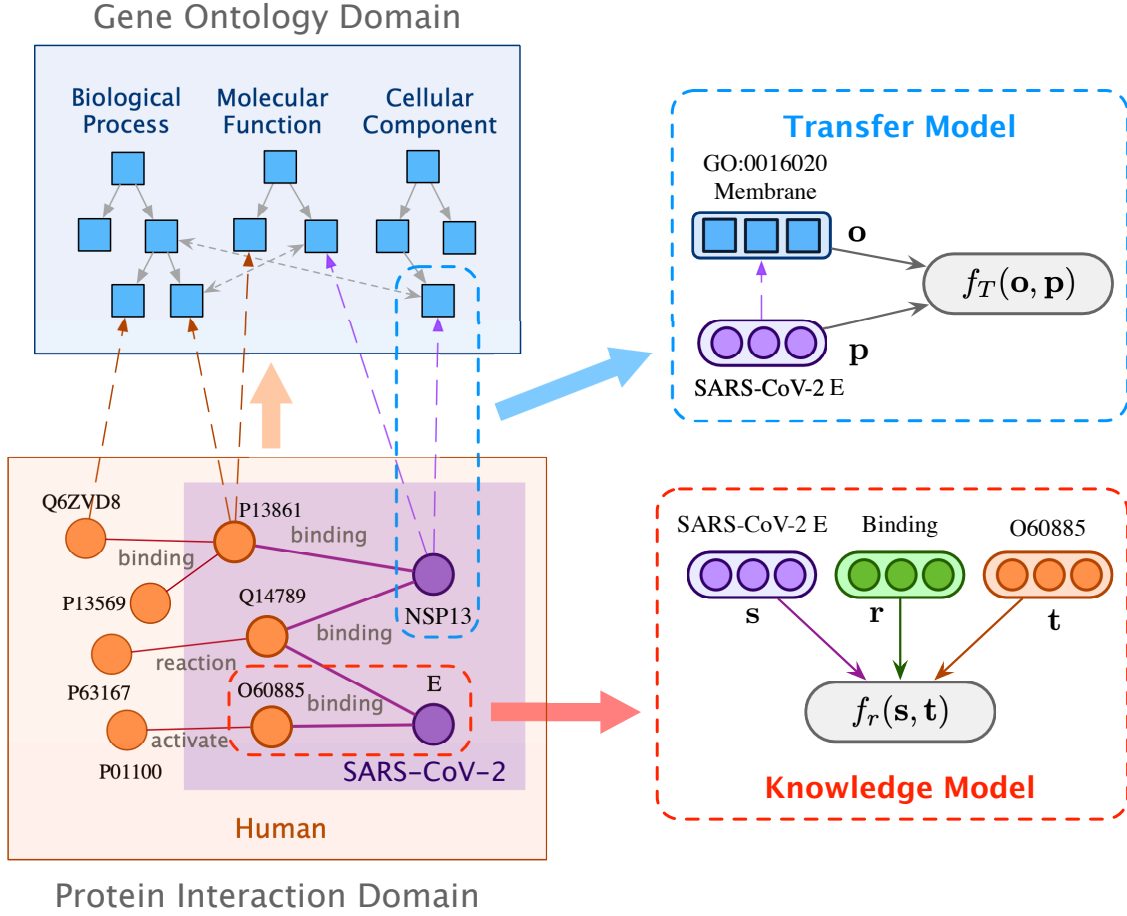 Gene Ontology Domain
Biological
Process
Molecular
Function
Cellular
Component
Q6ZVD8
P13861
binding
binding
P13569
Q14789
NSP13
binding
reaction
P63167
O60885
E
binding
activate
P01100
SARS-CoV-2
Human
Protein Interaction Domain
Transfer Model
GO:0016020
Membrane
o
f_T(o, p)
p
SARS-CoV-2 E
SARS-CoV-2 E
Binding
O60885
s
r
t
f_r(s, t)
Knowledge Model